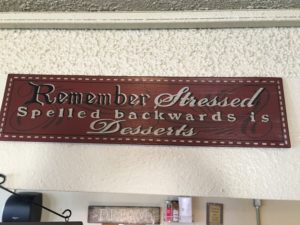 Remember Stressed
Spelled backwards is
Desserts